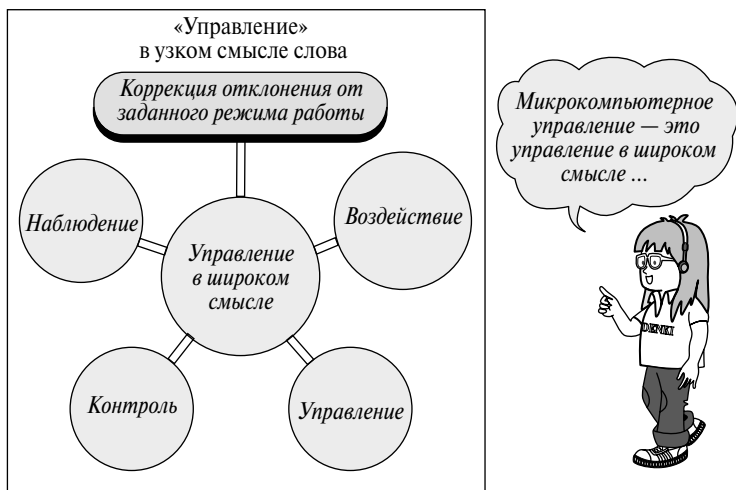 «Управление»
в узком смысле слова
Коррекция отклонения от
заданного режима работы
Наблюдение
Воздействие
Управление
в широком
смысле
Контроль
Управление
Микрокомпьютерное
управление — это
управление в широком
смысле ...
DENKI